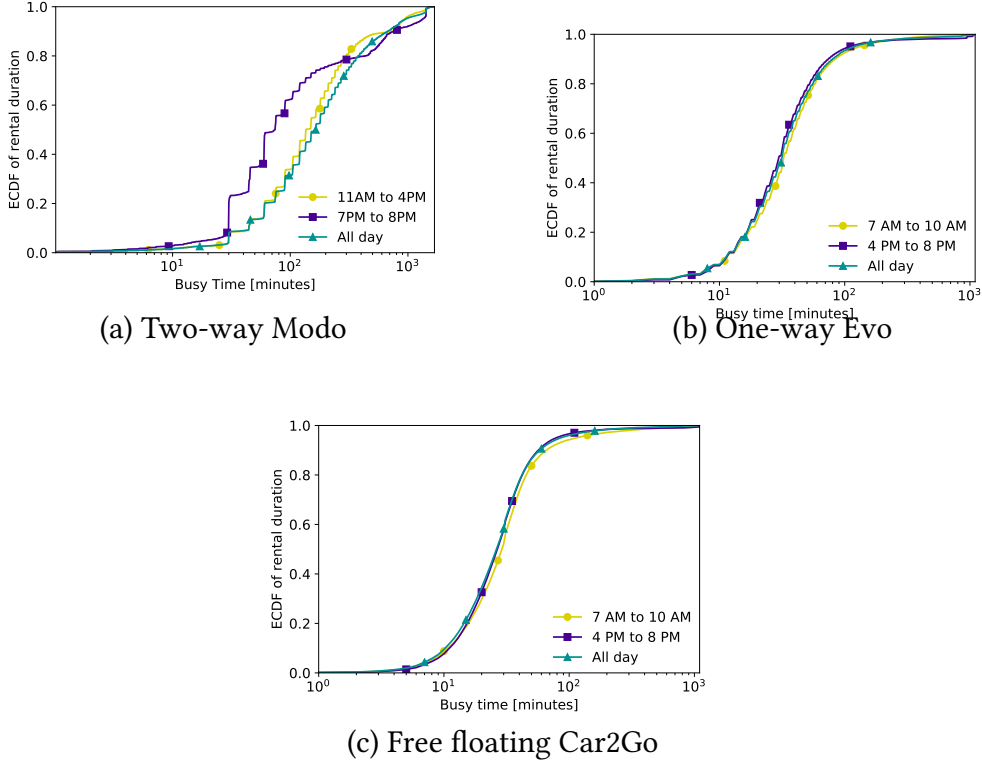 1.0
0.8
0.6
0.4
0.2
0.0
ECDF of rental duration
11AM to 4PM
7PM to 8PM
All day
10¹ 10² 10³
Busy Time [minutes]
(a) Two-way Modo
1.0
0.8
0.6
0.4
0.2
0.0
ECDF of rental duration
7 AM to 10 AM
4 PM to 8 PM
All day
10⁰ 10¹ 10² 10³
Busy time [minutes]
(b) One-way Evo
1.0
0.8
0.6
0.4
0.2
0.0
ECDF of rental duration
7 AM to 10 AM
4 PM to 8 PM
All day
10⁰ 10¹ 10² 10³
Busy time [minutes]
(c) Free floating Car2Go